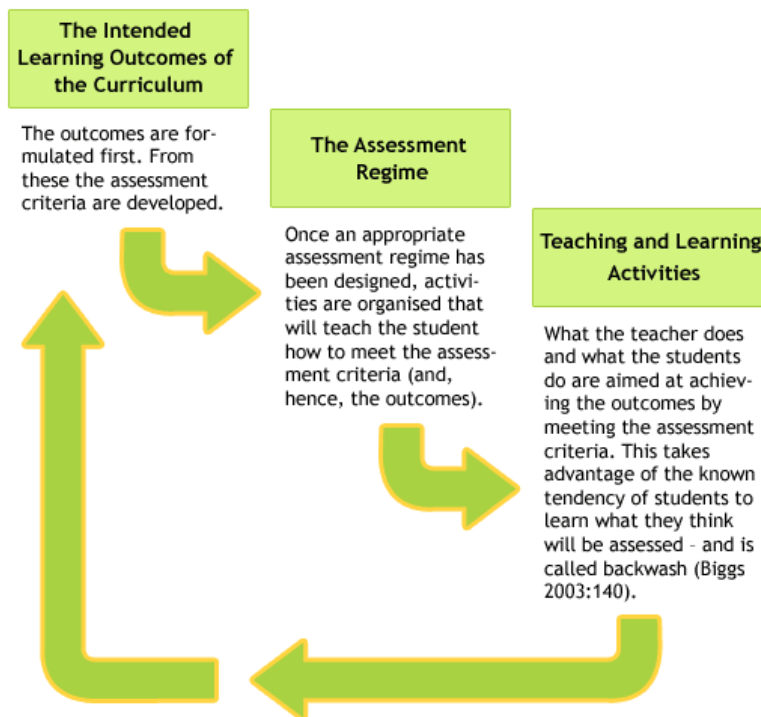 The Intended
Learning Outcomes of
the Curriculum
The outcomes are for-
mulated first. From
these the assessment
criteria are developed.
The Assessment
Regime
Once an appropriate
assessment regime has
been designed, activi-
ties are organised that
will teach the student
how to meet the assess-
ment criteria (and,
hence, the outcomes).
Teaching and Learning
Activities
What the teacher does
and what the students
do are aimed at achiev-
ing the outcomes by
meeting the assessment
criteria. This takes
advantage of the known
tendency of students to
learn what they think
will be assessed – and is
called backwash (Biggs
2003:140).